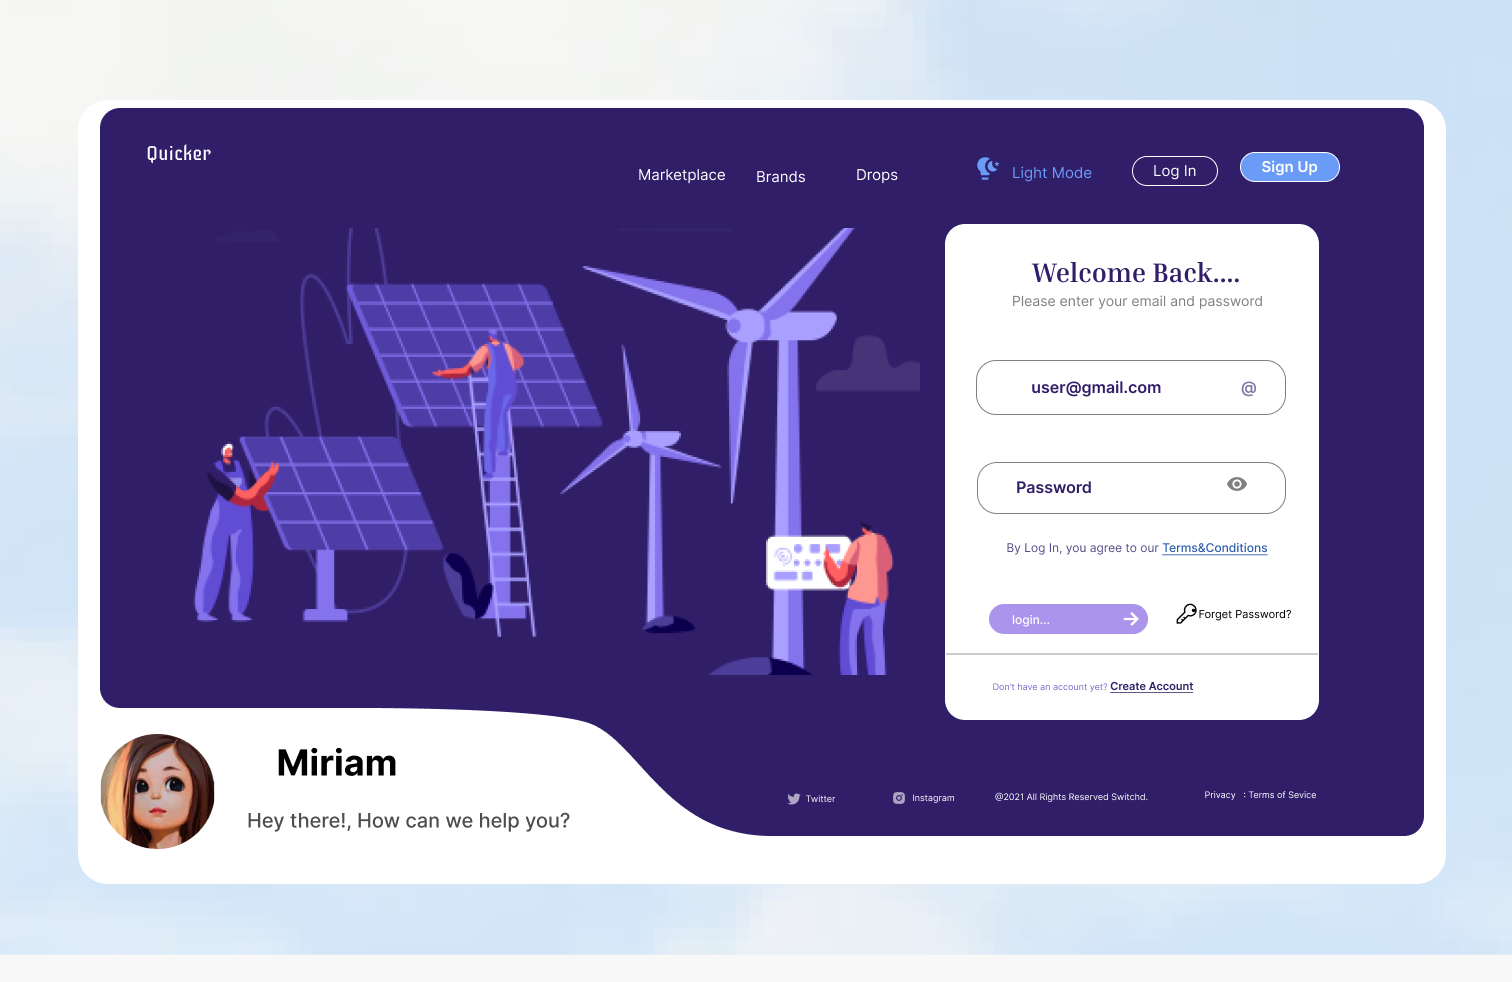 Quicker
Marketplace
Brands
Drops
Light Mode
Log In
Sign Up
Welcome Back....
Please enter your email and password
user@gmail.com
@
Password
By Log In, you agree to our Terms&Conditions
login...
Forget Password?
Don't have an account yet? Create Account
Miriam
Hey there!, How can we help you?
Twitter
Instagram
@2021 All Rights Reserved Switchd.
Privacy : Terms of Sevice